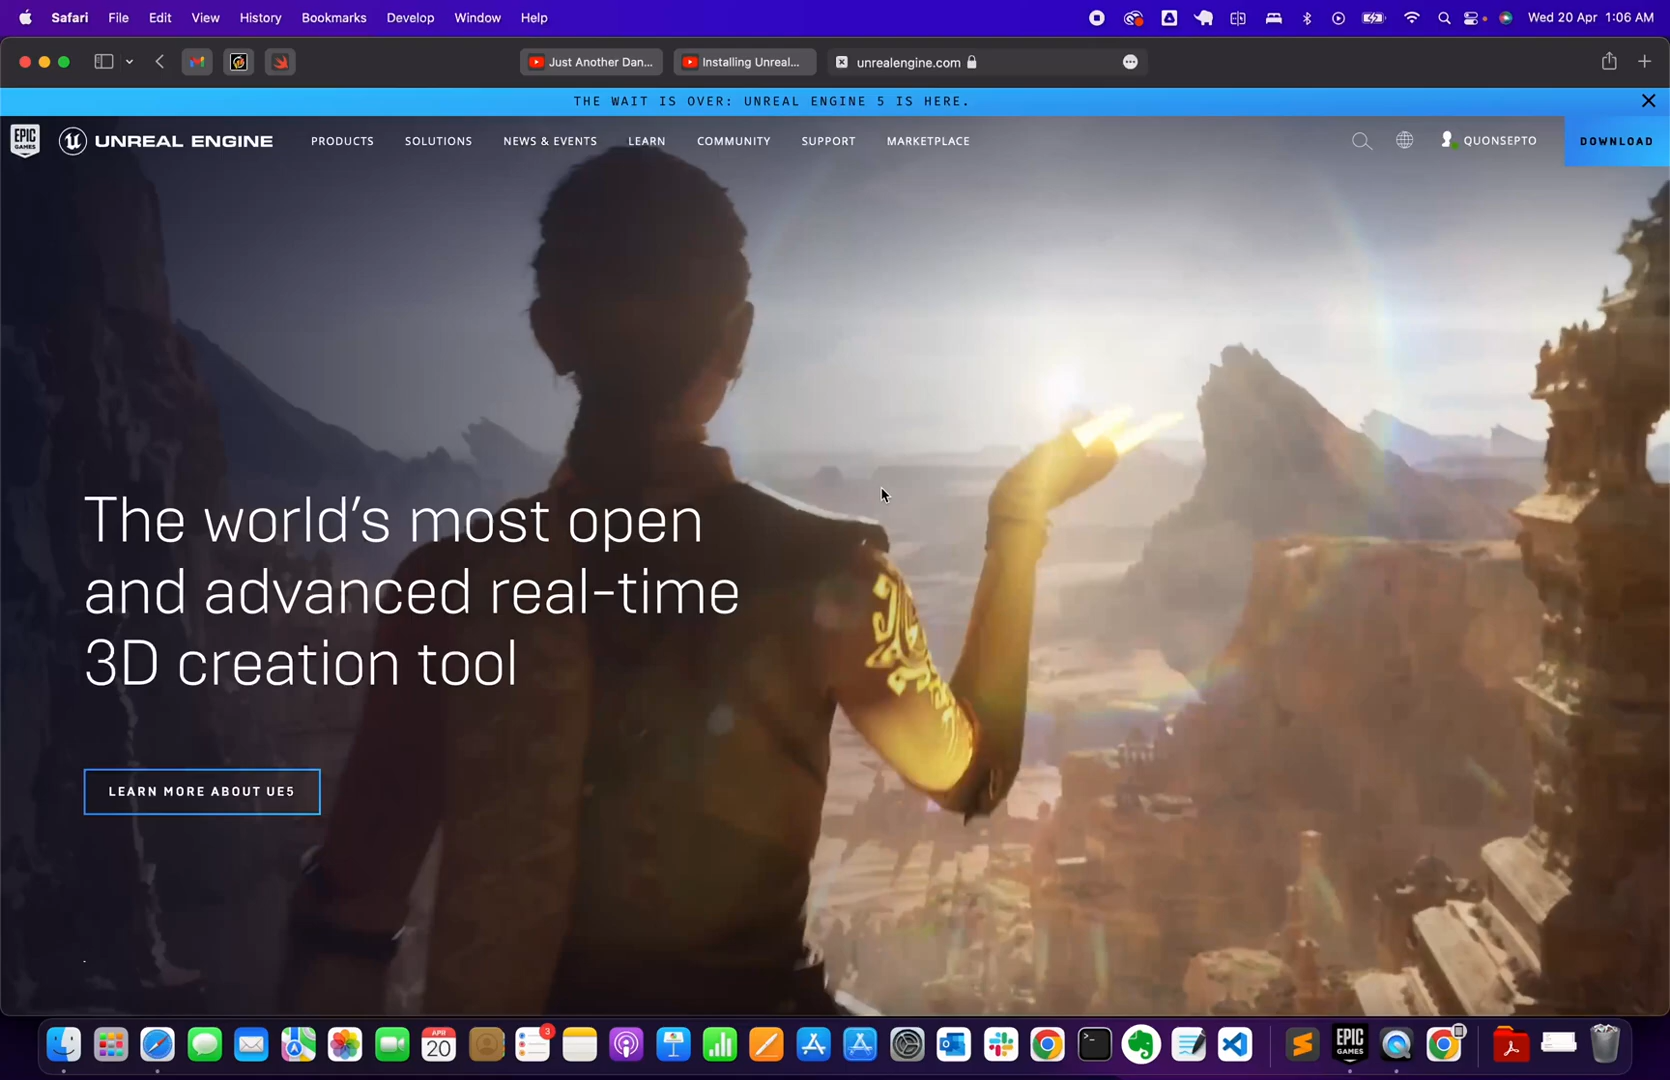 Safari File Edit View History Bookmarks Develop Window Help Wed 20 Apr 1:06 AM
Just Another Dan... Installing Unreal... unrealengine.com
THE WAIT IS OVER: UNREAL ENGINE 5 IS HERE.
EPIC GAMES UNREAL ENGINE PRODUCTS SOLUTIONS NEWS & EVENTS LEARN COMMUNITY SUPPORT MARKETPLACE QUONSEPTO DOWNLOAD
The world's most open
and advanced real-time
3D creation tool
LEARN MORE ABOUT UE5
APR
20
3
EPIC
GAMES